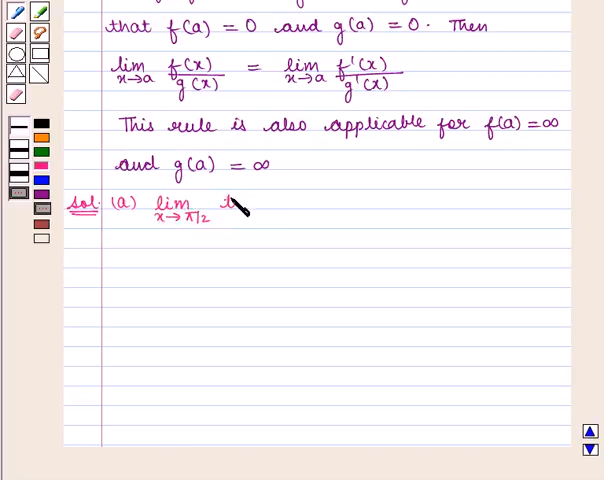 that f(a) = 0 and g(a) = 0. Then
lim x→a f(x)/g(x) = lim x→a f'(x)/g'(x)
This rule is also applicable for f(a) = ∞
and g(a) = ∞
Sol. (a) lim x→π/2 t